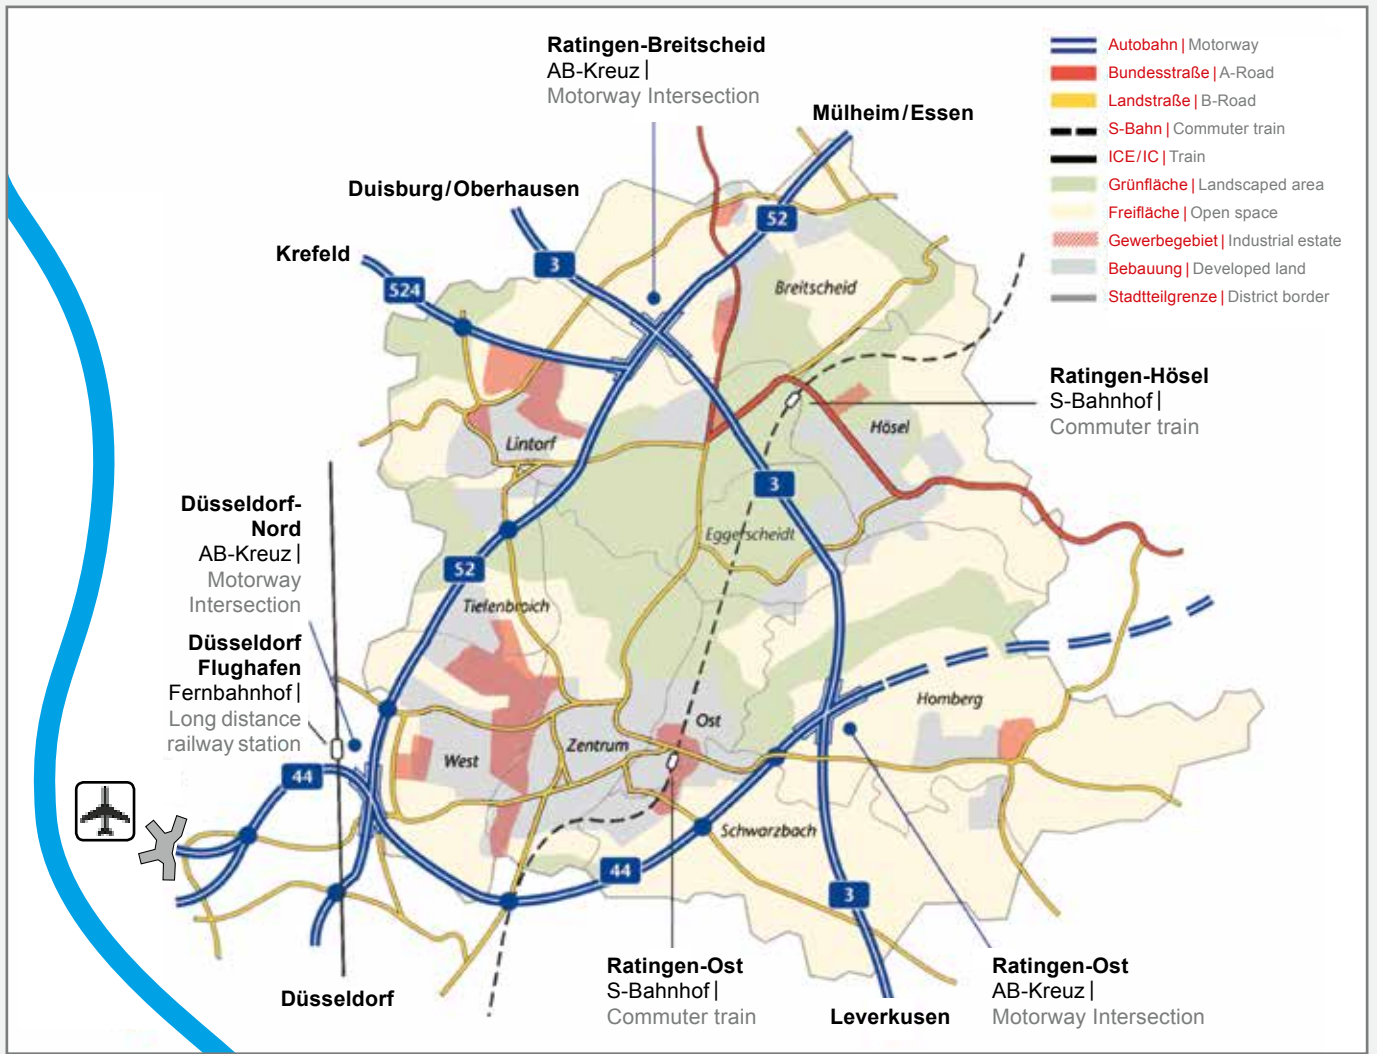 Ratingen-Breitscheid
AB-Kreuz |
Motorway Intersection
Mülheim/Essen
Duisburg/Oberhausen
Krefeld
Autobahn | Motorway
Bundesstraße | A-Road
Landstraße | B-Road
S-Bahn | Commuter train
ICE/IC | Train
Grünfläche | Landscaped area
Freifläche | Open space
Gewerbegebiet | Industrial estate
Bebauung | Developed land
Stadtteilgrenze | District border
52
3
524
Breitscheid
Ratingen-Hösel
S-Bahnhof |
Commuter train
Hösel
Lintorf
3
Eggerscheidt
Düsseldorf-
Nord
AB-Kreuz |
Motorway
Intersection
52
Tiefenbroich
Düsseldorf
Flughafen
Fernbahnhof |
Long distance
railway station
Homberg
Ost
Zentrum
West
44
Schwarzbach
44
3
Ratingen-Ost
S-Bahnhof |
Commuter train
Ratingen-Ost
AB-Kreuz |
Motorway Intersection
Düsseldorf
Leverkusen